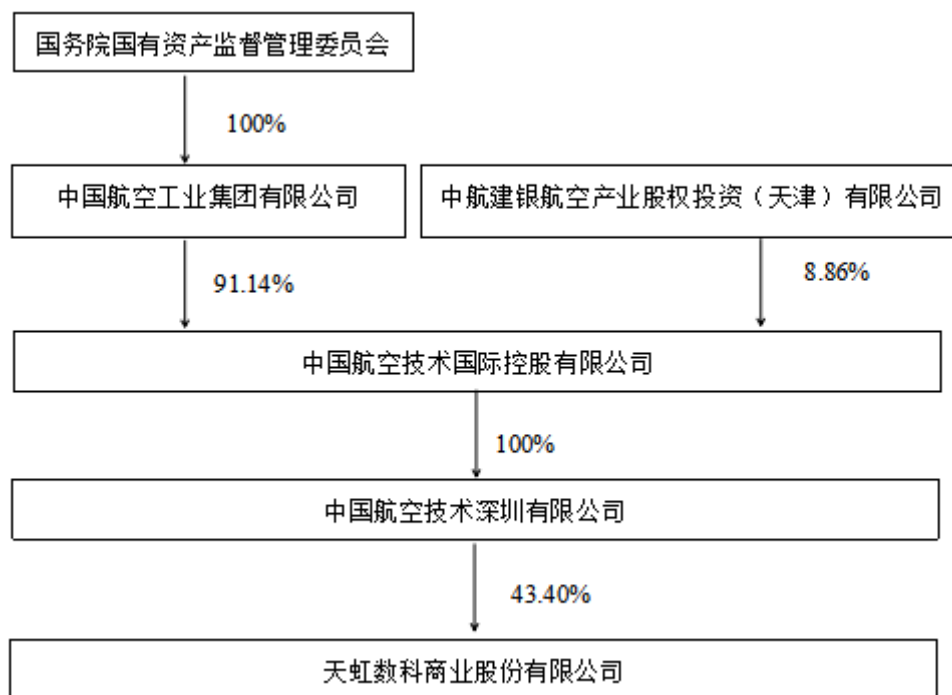 国务院国有资产监督管理委员会
100%
中国航空工业集团有限公司
中航建银航空产业股权投资（天津）有限公司
91.14%
8.86%
中国航空技术国际控股有限公司
100%
中国航空技术深圳有限公司
43.40%
天虹数科商业股份有限公司